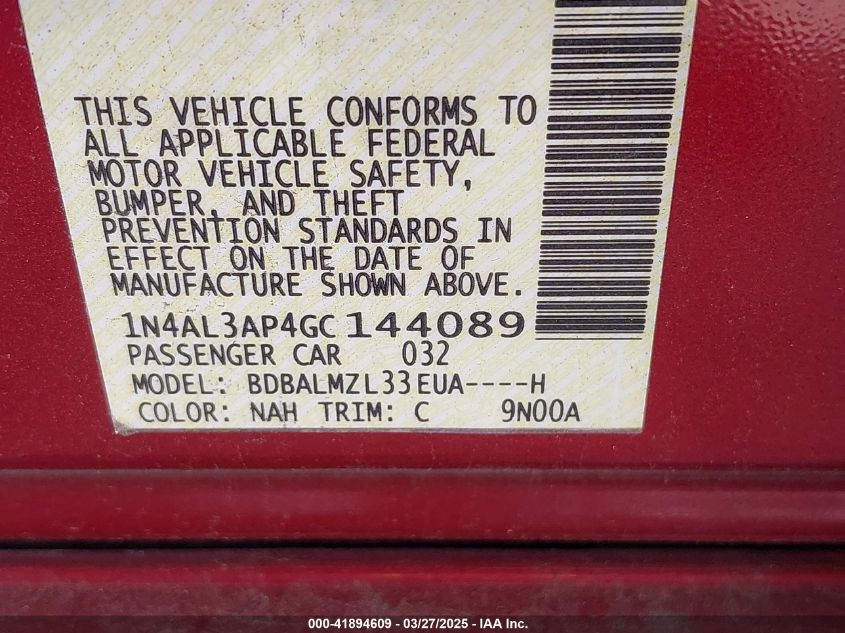 THIS VEHICLE CONFORMS TO
ALL APPLICABLE FEDERAL
MOTOR VEHICLE SAFETY,
BUMPER, AND THEFT
PREVENTION STANDARDS IN
EFFECT ON THE DATE OF
MANUFACTURE SHOWN ABOVE.
1N4AL3AP4GC144089
PASSENGER CAR 032
MODEL: BDBALMZL33EUA----H
COLOR: NAH TRIM: C 9N00A
000-41894609 - 03/27/2025 - IAA Inc.